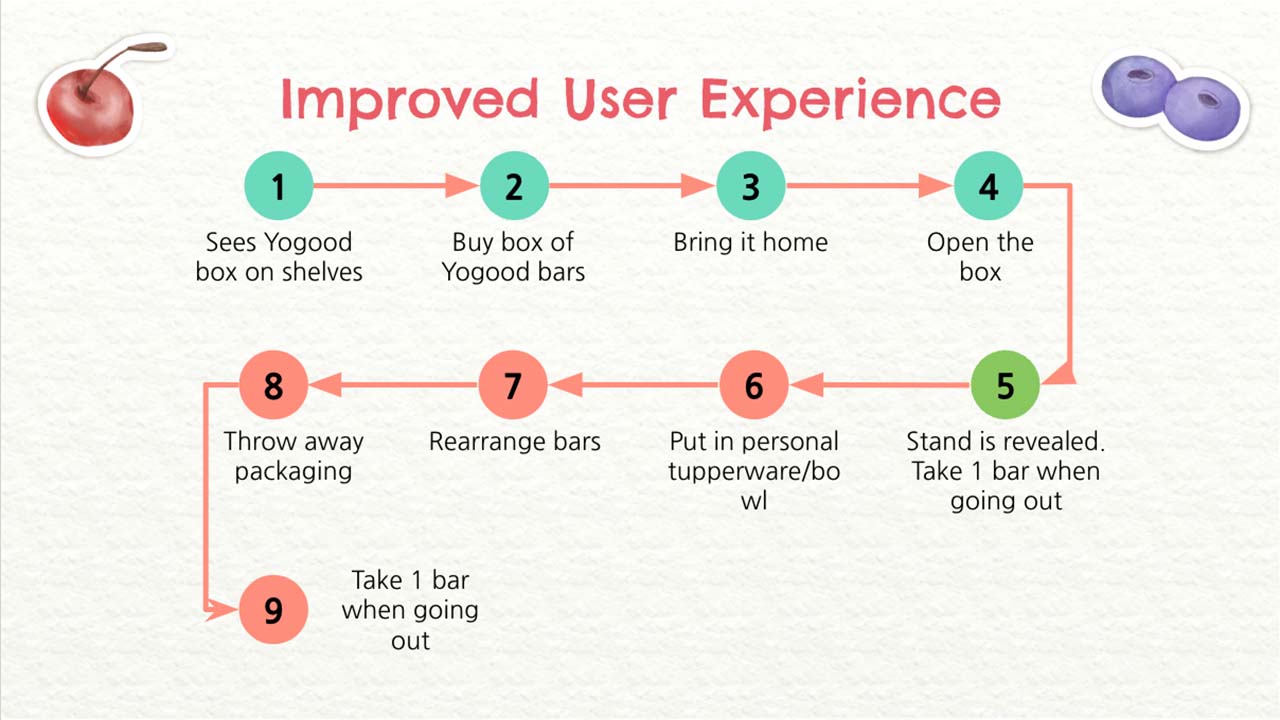 Improved User Experience
1
2
3
4
Sees Yogood
box on shelves
Buy box of
Yogood bars
Bring it home
Open the
box
8
7
6
5
Throw away
packaging
Rearrange bars
Put in personal
tupperware/bo
wl
Stand is revealed.
Take 1 bar when
going out
9
Take 1 bar
when going
out